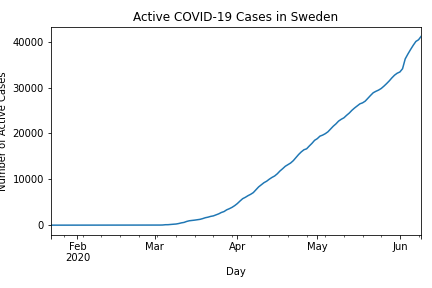 Active COVID-19 Cases in Sweden
Number of Active Cases
40000
30000
20000
10000
0
Feb
2020
Mar
Apr
May
Jun
Day